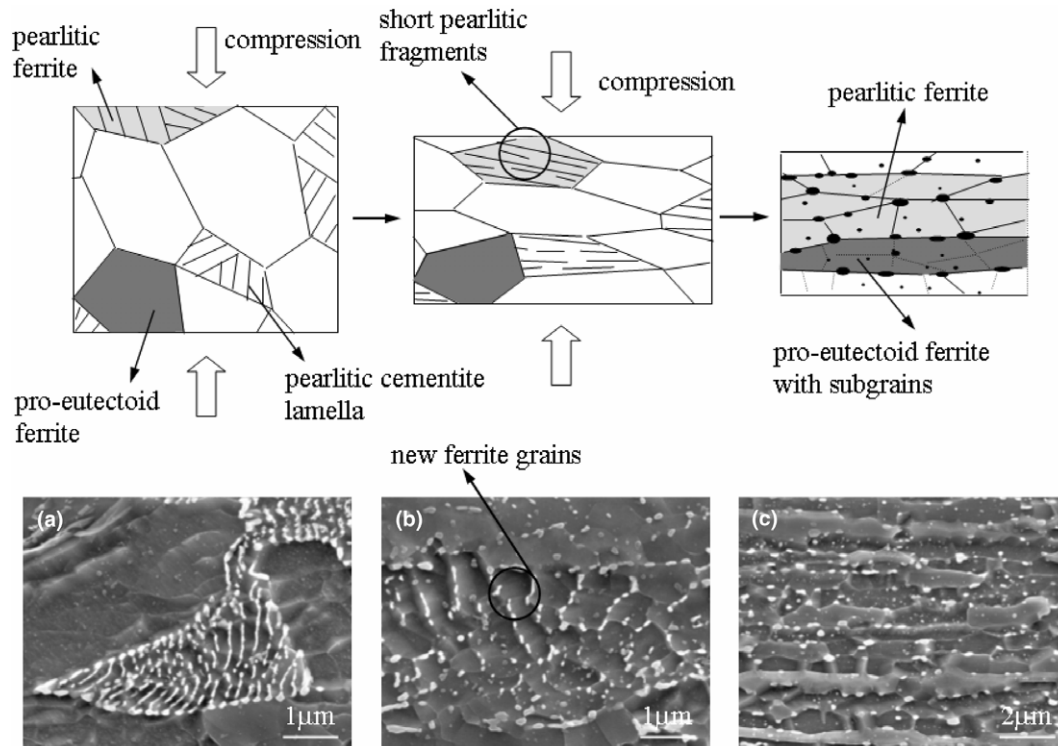 pearlitic
ferrite
compression
short pearlitic
fragments
compression
pearlitic ferrite
pro-eutectoid
ferrite
pearlitic cementite
lamella
pro-eutectoid ferrite
with subgrains
new ferrite grains
(a)
(b)
(c)
1μm
1μm
2μm